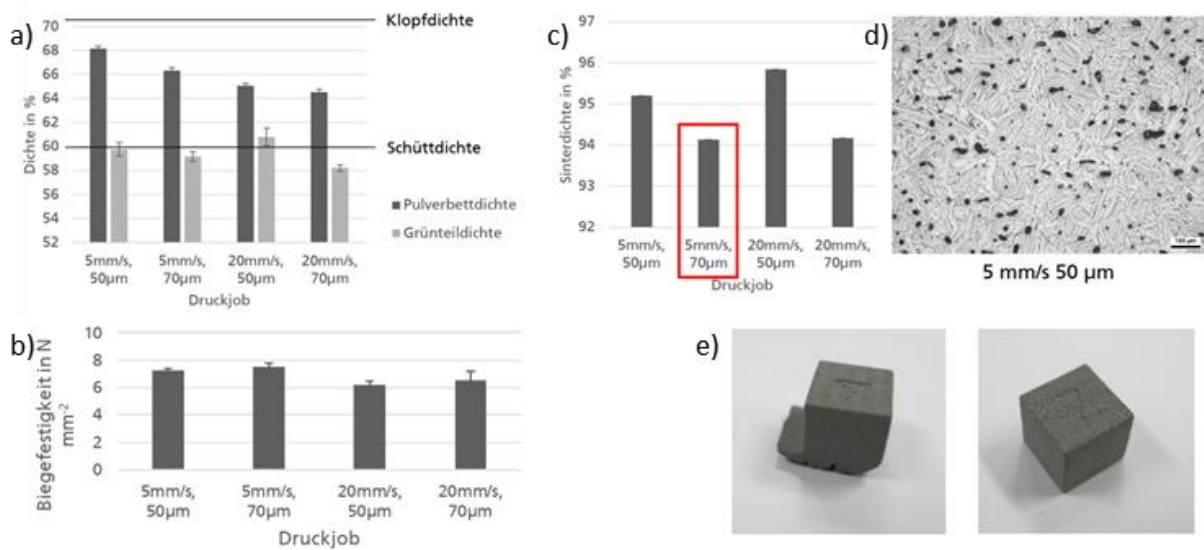 a)
70
68
66
64
62
60
58
56
54
52
Dichte in %
Klopfdichte
Schüttdichte
Pulverbettdichte
Grünteildichte
5mm/s, 5mm/s, 20mm/s, 20mm/s,
50µm 70µm 50µm 70µm
Druckjob
b)
Biegefestigkeit in N
mm-2
10
8
6
4
2
0
5mm/s, 5mm/s, 20mm/s, 20mm/s,
50µm 70µm 50µm 70µm
Druckjob
c)
Sinterdichte in %
97
96
95
94
93
92
5mm/s, 5mm/s, 20mm/s, 20mm/s,
50µm 70µm 50µm 70µm
Druckjob
d)
5 mm/s 50 µm
e)